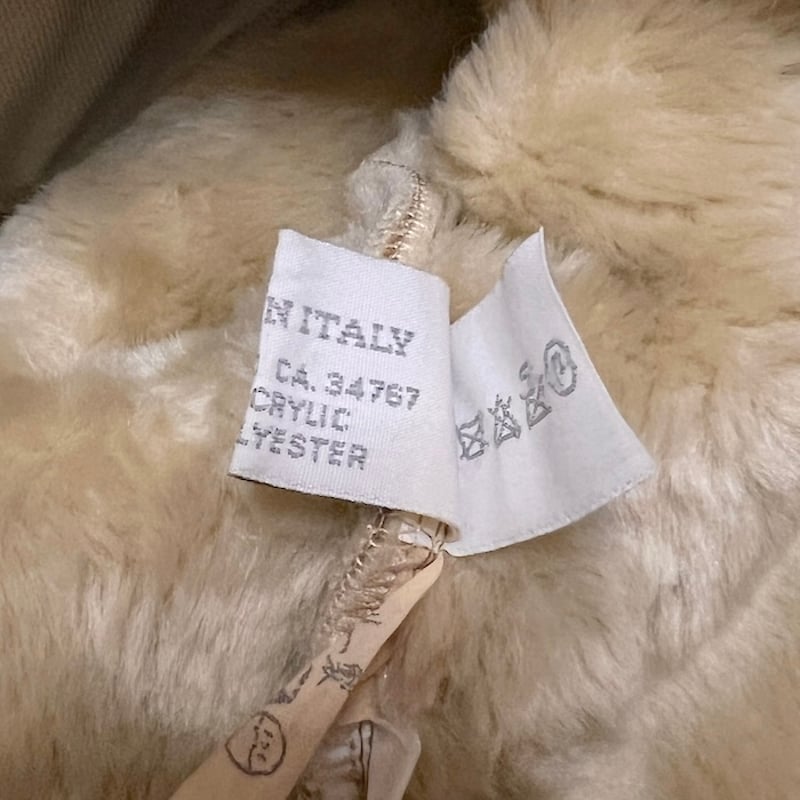 N ITALY
CA. 34767
CRYLIC
LYESTER